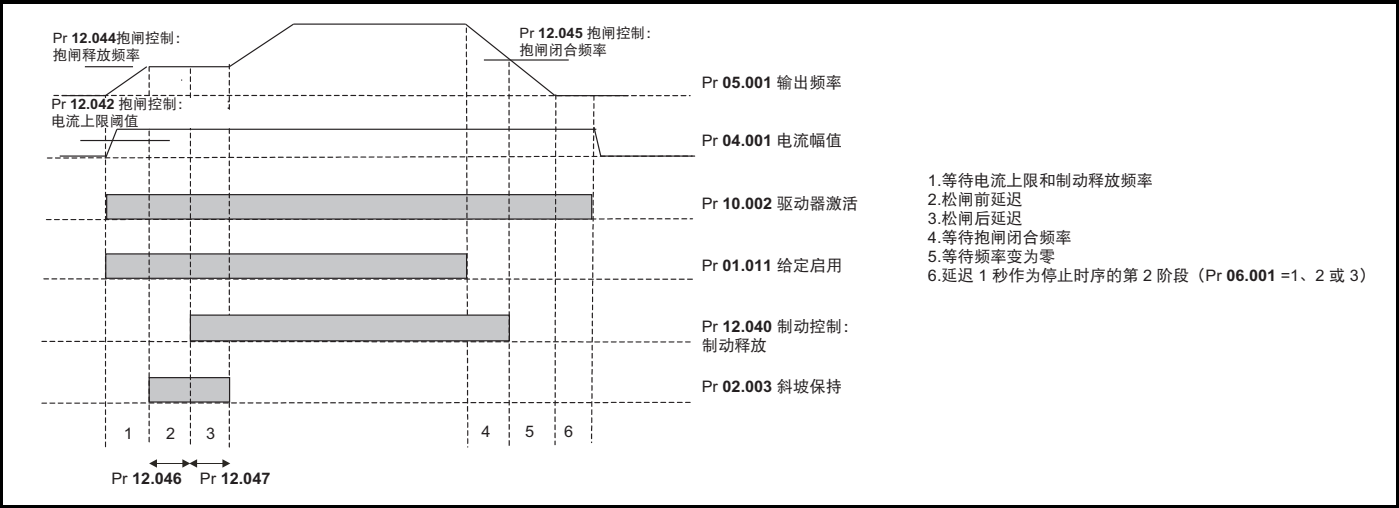 Pr 12.044抱闸控制:
抱闸释放频率
Pr 12.045 抱闸控制:
抱闸闭合频率
Pr 05.001 输出频率
Pr 12.042 抱闸控制:
电流上限阈值
Pr 04.001 电流幅值
Pr 10.002 驱动器激活
Pr 01.011 给定启用
Pr 12.040 制动控制:
制动释放
Pr 02.003 斜坡保持
1 2 3 4 5 6
Pr 12.046 Pr 12.047
1.等待电流上限和制动释放频率
2.松闸前延迟
3.松闸后延迟
4.等待抱闸闭合频率
5.等待频率变为零
6.延迟 1 秒作为停止时序的第 2 阶段（Pr 06.001 =1、2 或 3）